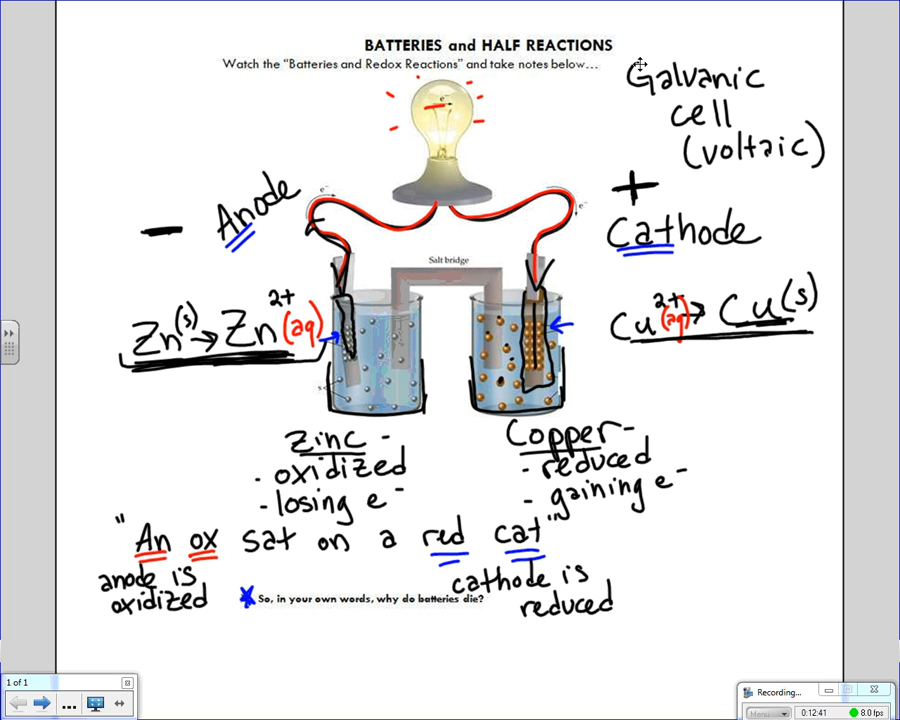 BATTERIES and HALF REACTIONS
Watch the “Batteries and Redox Reactions” and take notes below…
Galvanic
cell
(voltaic)
e⁻
- Anode
+
Cathode
e⁻
e⁻
Salt bridge
Zn(s) → Zn²⁺(aq)
Cu²⁺(aq) → Cu(s)
Zinc -
- oxidized
- losing e⁻
Copper -
- reduced
- gaining e⁻
"An ox sat on a red cat"
anode is
oxidized
cathode is
reduced
So, in your own words, why do batteries die?
1 of 1
Recording...
Menu
0:12:41
8.0 fps